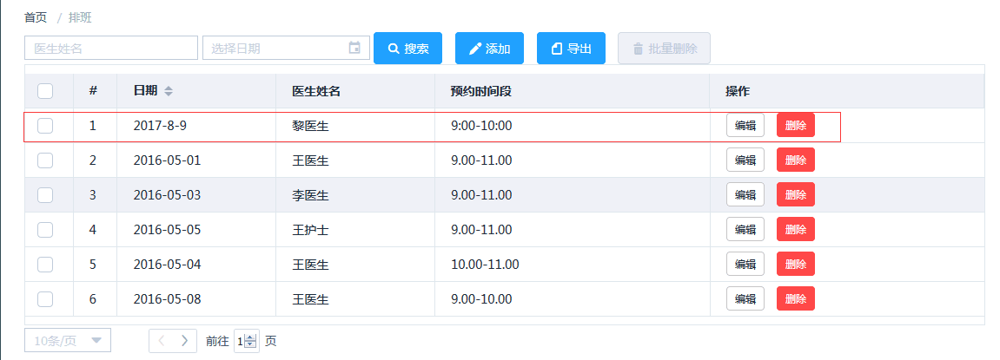 首页 / 排班
医生姓名 选择日期 搜索 添加 导出 批量删除
# 日期 医生姓名 预约时间段 操作
1 2017-8-9 黎医生 9:00-10:00 编辑 删除
2 2016-05-01 王医生 9.00-11.00 编辑 删除
3 2016-05-03 李医生 9.00-11.00 编辑 删除
4 2016-05-05 王护士 9.00-11.00 编辑 删除
5 2016-05-04 王医生 10.00-11.00 编辑 删除
6 2016-05-08 王医生 9.00-10.00 编辑 删除
10条/页 前往 1 页